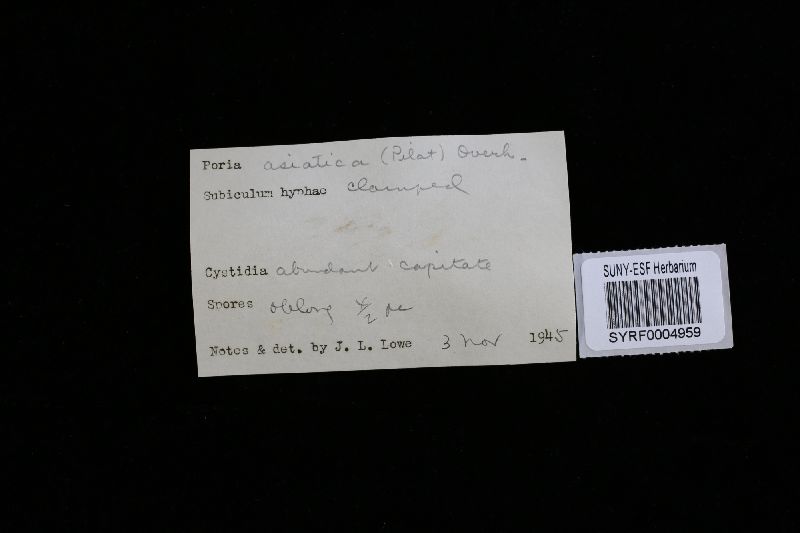 Poria asiatica (Pilat) Overh.
Subiculum hyphae clamped
Cystidia abundant capitate
Spores oblong
Notes & det. by J. L. Lowe 3 Nov 1945
SUNY-ESF Herbarium
SYRF0004959